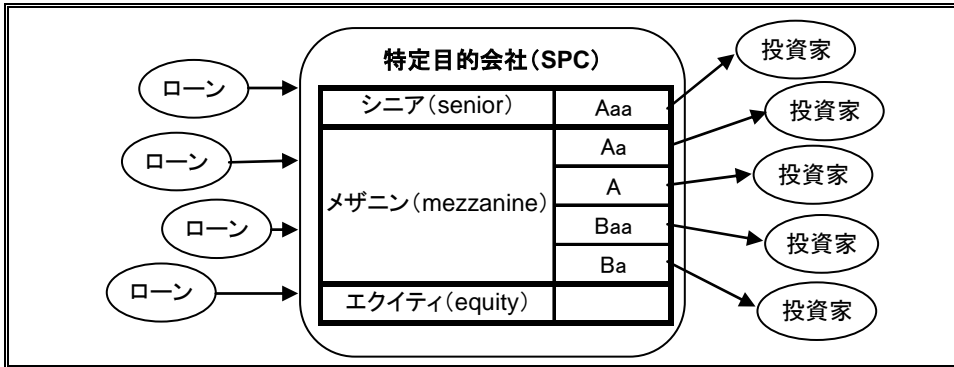 特定目的会社（SPC）
ローン
ローン
ローン
ローン
シニア（senior）
Aaa
メザニン（mezzanine）
Aa
A
Baa
Ba
エクイティ（equity）
投資家
投資家
投資家
投資家
投資家